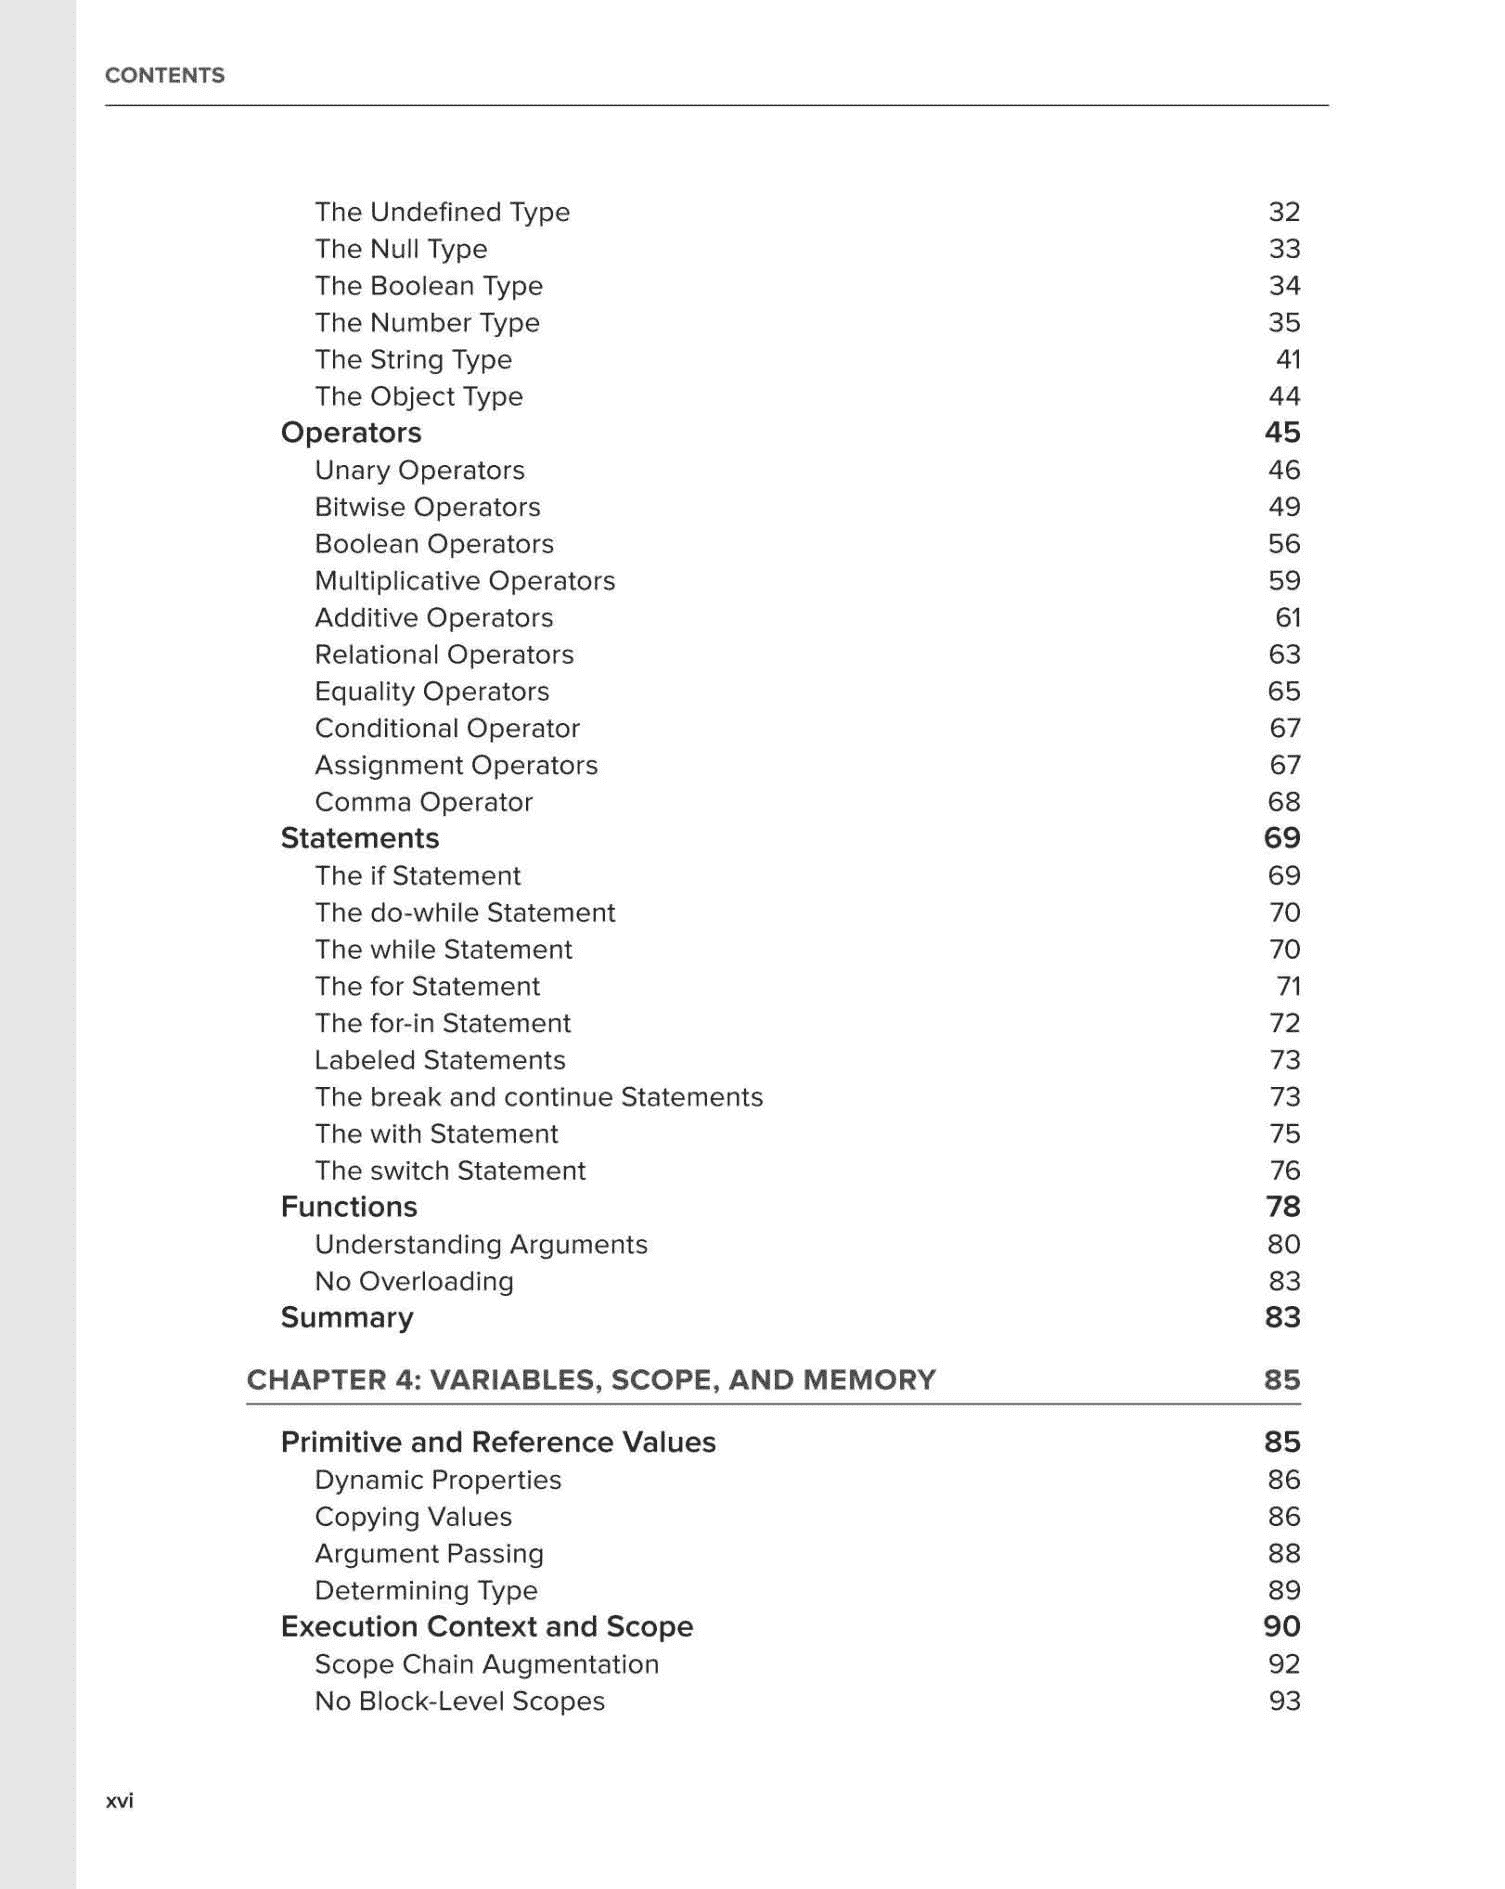 CONTENTS
The Undefined Type 32
The Null Type 33
The Boolean Type 34
The Number Type 35
The String Type 41
The Object Type 44
Operators 45
Unary Operators 46
Bitwise Operators 49
Boolean Operators 56
Multiplicative Operators 59
Additive Operators 61
Relational Operators 63
Equality Operators 65
Conditional Operator 67
Assignment Operators 67
Comma Operator 68
Statements 69
The if Statement 69
The do-while Statement 70
The while Statement 70
The for Statement 71
The for-in Statement 72
Labeled Statements 73
The break and continue Statements 73
The with Statement 75
The switch Statement 76
Functions 78
Understanding Arguments 80
No Overloading 83
Summary 83
CHAPTER 4: VARIABLES, SCOPE, AND MEMORY 85
Primitive and Reference Values 85
Dynamic Properties 86
Copying Values 86
Argument Passing 88
Determining Type 89
Execution Context and Scope 90
Scope Chain Augmentation 92
No Block-Level Scopes 93
xvi